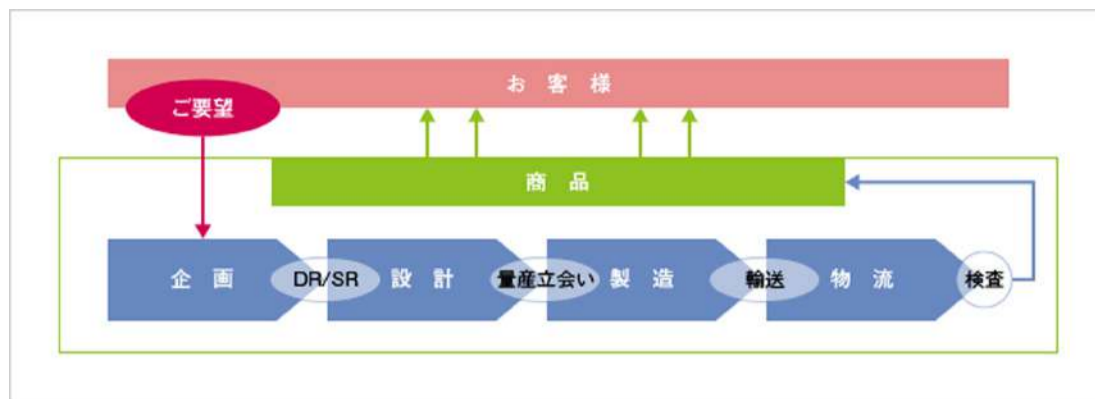 お客様
ご要望
商品
企画
DR/SR
設計
量産立会い
製造
輸送
物流
検査